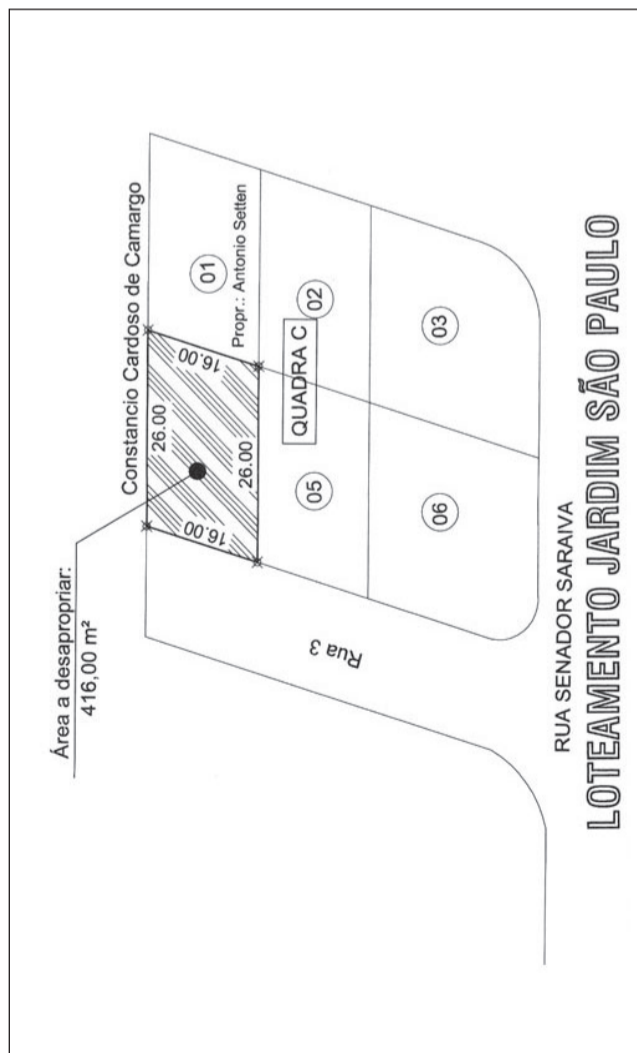 Área a desapropriar:
416,00 m²
Constancio Cardoso de Camargo
26.00
16.00
16.00
26.00
01
Propr.: Antonio Setten
02
QUADRA C
05
03
06
Rua 3
RUA SENADOR SARAIVA
LOTEAMENTO JARDIM SÃO PAULO